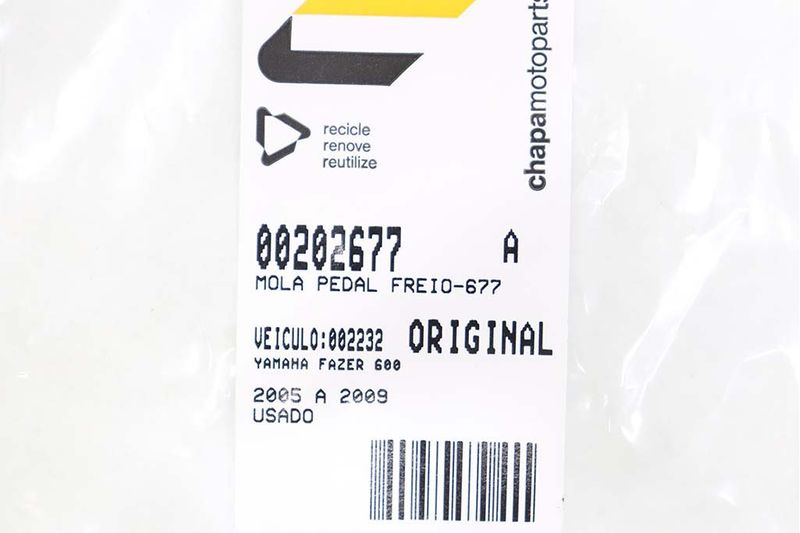 chapamotoparts
recicle
renove
reutilize
00202677 A
MOLA PEDAL FREIO-677
VEICULO:002232 ORIGINAL
YAMAHA FAZER 600
2005 A 2009
USADO